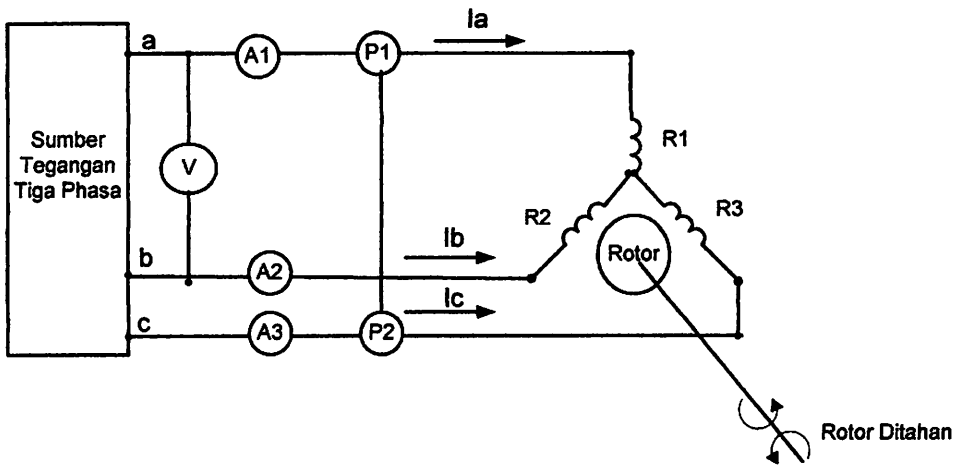 Sumber
Tegangan
Tiga Phasa
a
A1
P1
Ia
V
R1
R2
R3
Rotor
b
A2
Ib
c
A3
P2
Ic
Rotor Ditahan